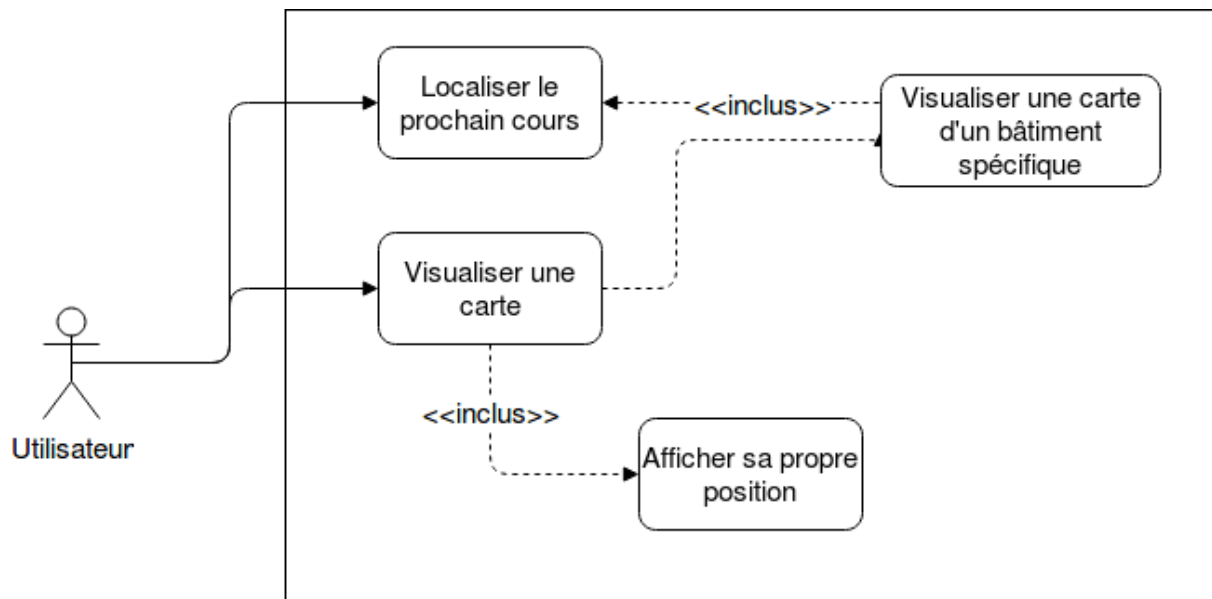 Localiser le
prochain cours
<<inclus>>
Visualiser une carte
d'un bâtiment
spécifique
Visualiser une
carte
<<inclus>>
Utilisateur
Afficher sa propre
position